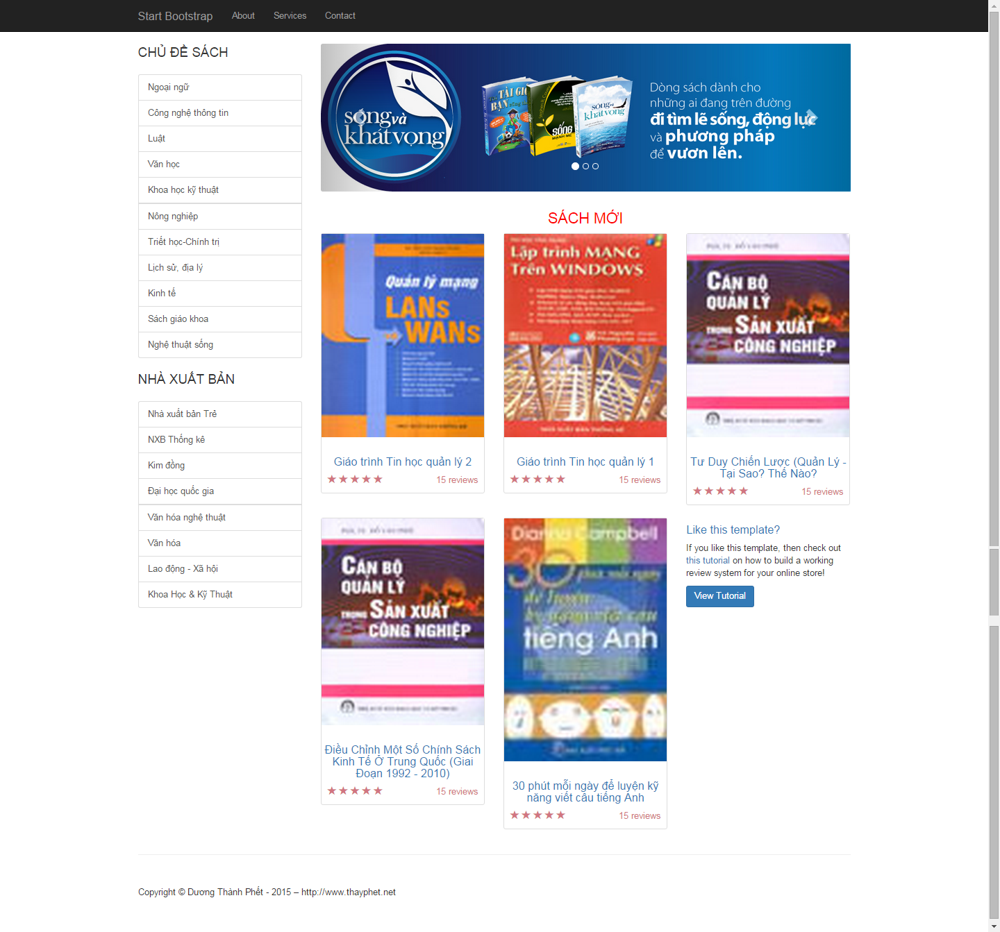 Start Bootstrap About Services Contact
CHỦ ĐỀ SÁCH
Ngoại ngữ
Công nghệ thông tin
Luật
Văn học
Khoa học kỹ thuật
Nông nghiệp
Triết học-Chính trị
Lịch sử, địa lý
Kinh tế
Sách giáo khoa
Nghệ thuật sống
NHÀ XUẤT BẢN
Nhà xuất bản Trẻ
NXB Thống kê
Kim đồng
Đại học quốc gia
Văn hóa nghệ thuật
Văn hóa
Lao động - Xã hội
Khoa Học & Kỹ Thuật
sống và
khát vọng
TÀI GIỎI
BẠN
SỐNG
MẠNH MẼ
sống và
khát vọng
Dòng sách dành cho
những ai đang trên đường
đi tìm lẽ sống, động lực
và phương pháp
để vươn lên.
SÁCH MỚI
Quản lý mạng
LANs
WANs
Giáo trình Tin học quản lý 2
15 reviews
Lập trình MẠNG
Trên WINDOWS
Giáo trình Tin học quản lý 1
15 reviews
CÁN BỘ
QUẢN LÝ
TRONG SẢN XUẤT
CÔNG NGHIỆP
Tư Duy Chiến Lược (Quản Lý -
Tại Sao? Thế Nào?
15 reviews
CÁN BỘ
QUẢN LÝ
TRONG SẢN XUẤT
CÔNG NGHIỆP
Điều Chỉnh Một Số Chính Sách
Kinh Tế Ở Trung Quốc (Giai
Đoạn 1992 - 2010)
15 reviews
Dianna Campbell
30 phút mỗi ngày
để luyện
tiếng Anh
30 phút mỗi ngày để luyện kỹ
năng viết câu tiếng Anh
15 reviews
Like this template?
If you like this template, then check out
this tutorial on how to build a working
review system for your online store!
View Tutorial
Copyright © Dương Thành Phết - 2015 – http://www.thayphet.net